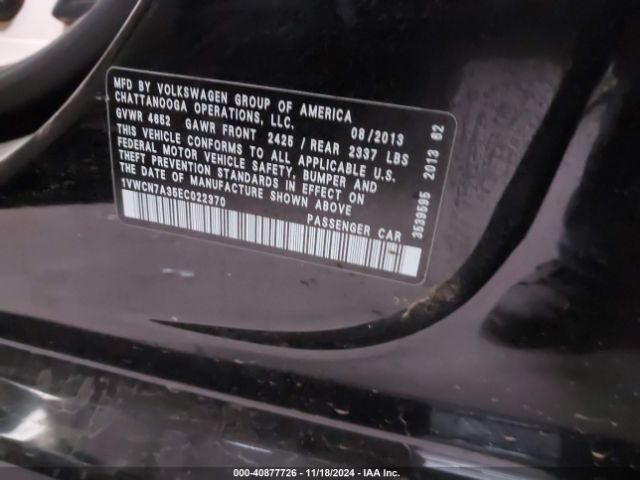 MFD BY VOLKSWAGEN GROUP OF AMERICA
CHATTANOOGA OPERATIONS, LLC.
08/2013
GVWR 4662 GAWR FRONT 2425 / REAR 2337 LBS
THIS VEHICLE CONFORMS TO ALL APPLICABLE U.S.
FEDERAL MOTOR VEHICLE SAFETY, BUMPER AND
THEFT PREVENTION STANDARDS IN EFFECT ON
THE DATE OF MANUFACTURE SHOWN ABOVE
1VWCN7A35EC022370
PASSENGER CAR
3539595 2013 62
000-40877726 - 11/18/2024 - IAA Inc.